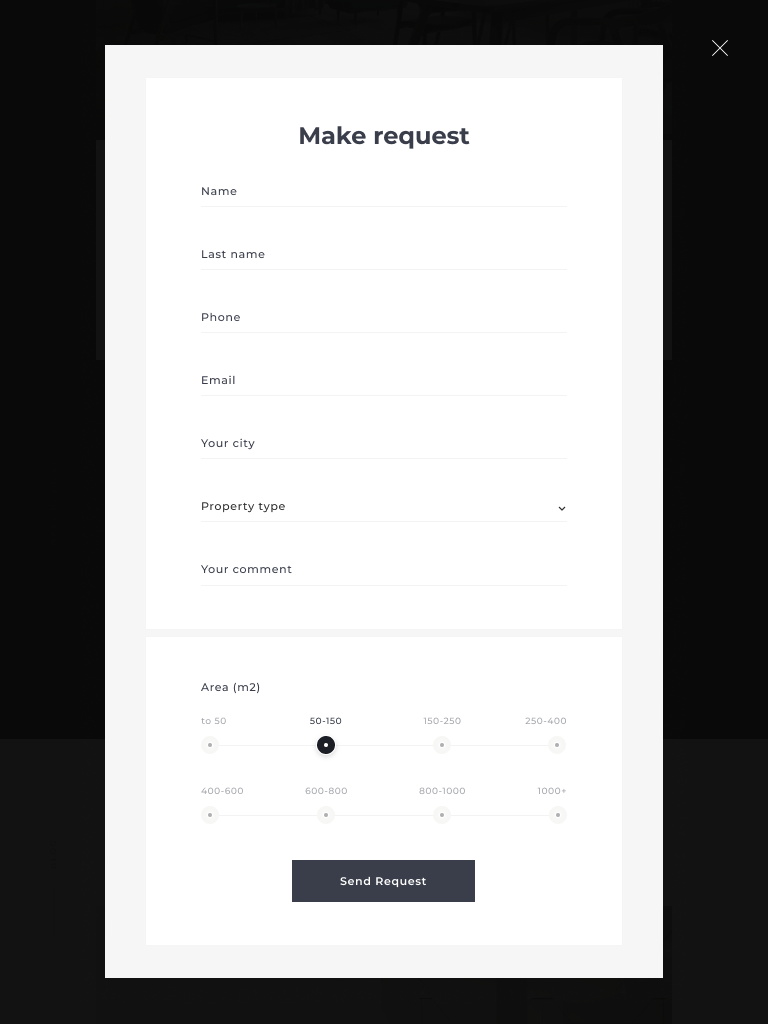 Make request
Name
Last name
Phone
Email
Your city
Property type
Your comment
Area (m2)
to 50 50-150 150-250 250-400
400-600 600-800 800-1000 1000+
Send Request